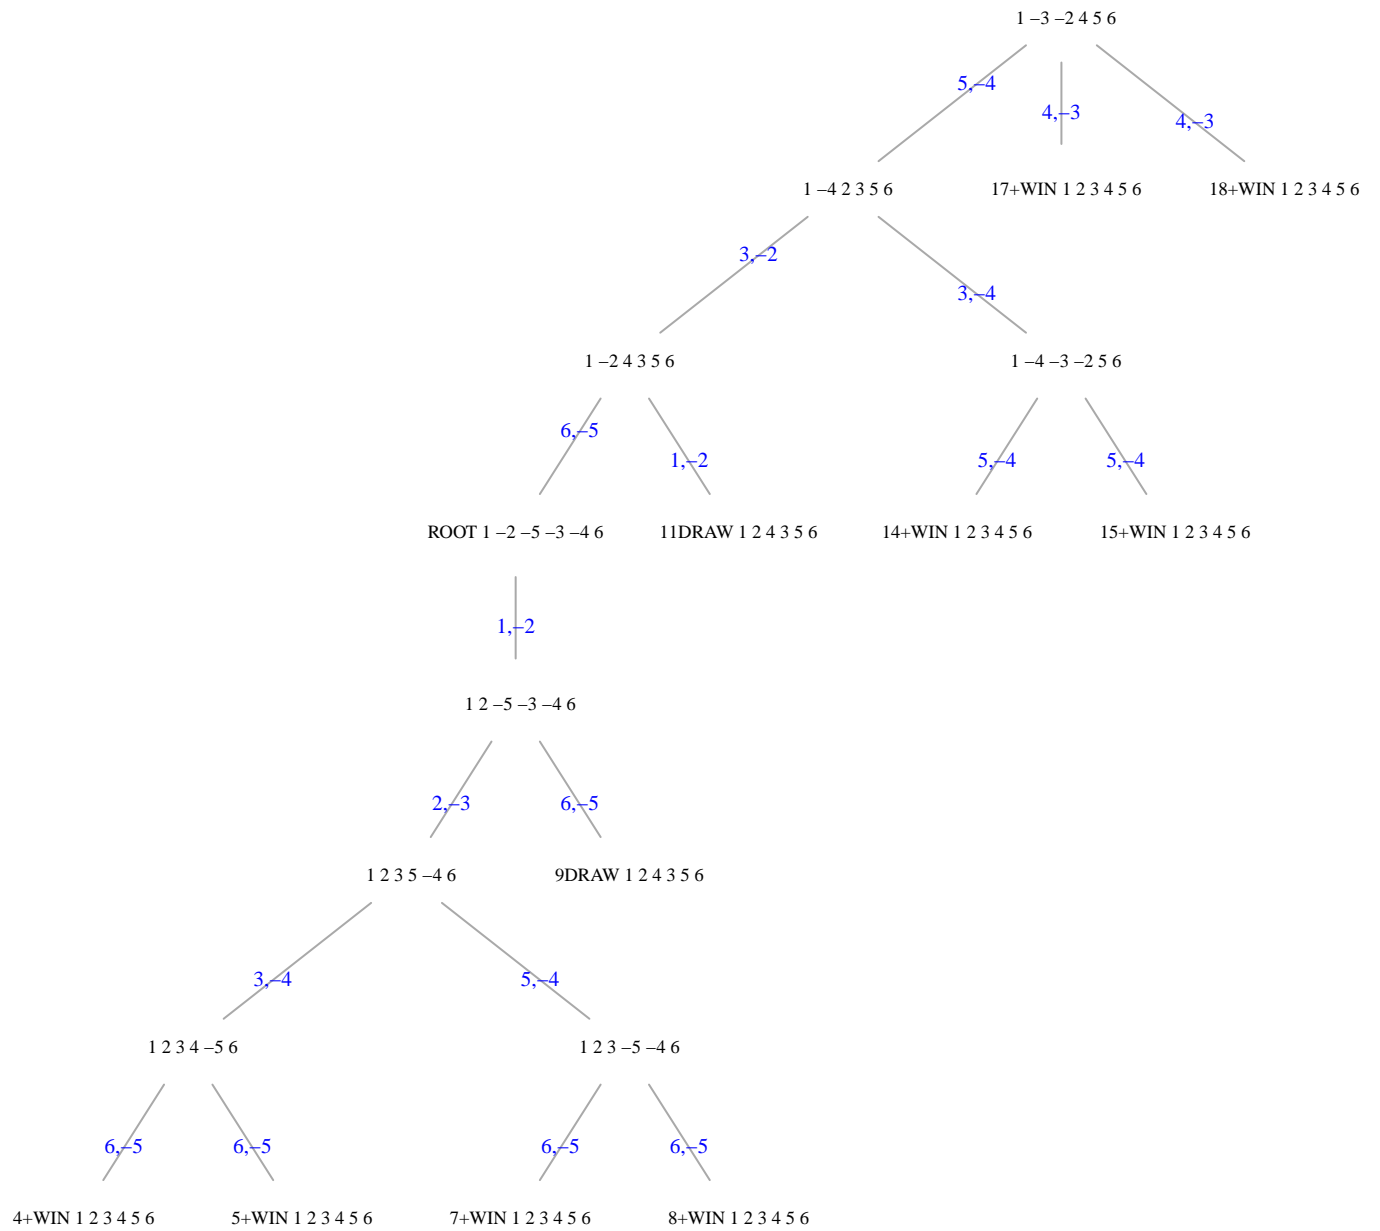 1 –3 –2 4 5 6
5,–4
4,–3
4,–3
1 –4 2 3 5 6
17+WIN 1 2 3 4 5 6
18+WIN 1 2 3 4 5 6
3,–2
3,–4
1 –2 4 3 5 6
1 –4 –3 –2 5 6
6,–5
1,–2
5,–4
5,–4
ROOT 1 –2 –5 –3 –4 6
11DRAW 1 2 4 3 5 6
14+WIN 1 2 3 4 5 6
15+WIN 1 2 3 4 5 6
1,–2
1 2 –5 –3 –4 6
2,–3
6,–5
1 2 3 5 –4 6
9DRAW 1 2 4 3 5 6
3,–4
5,–4
1 2 3 4 –5 6
1 2 3 –5 –4 6
6,–5
6,–5
6,–5
6,–5
4+WIN 1 2 3 4 5 6
5+WIN 1 2 3 4 5 6
7+WIN 1 2 3 4 5 6
8+WIN 1 2 3 4 5 6